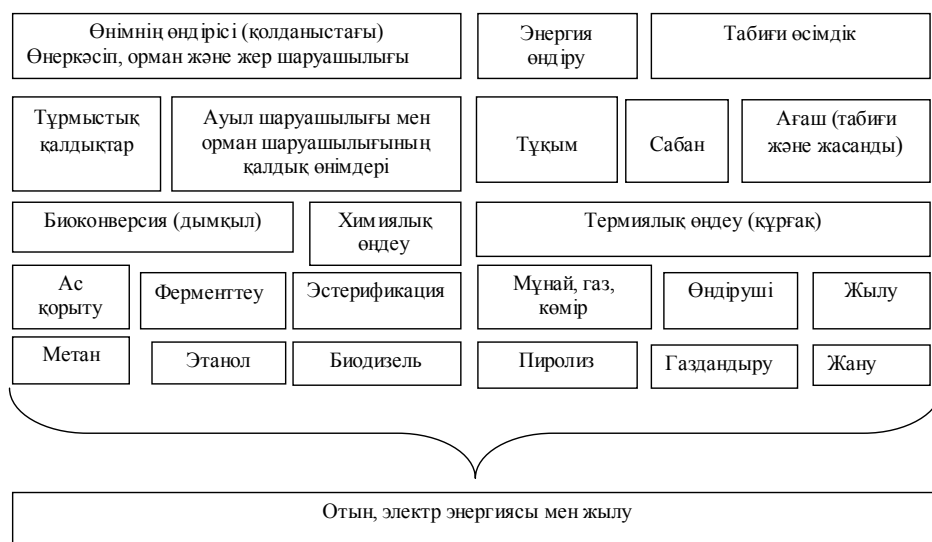 Өнімнің өндірісі (қолданыстағы)
Өнеркәсіп, орман және жер шаруашылығы
Энергия
өндіру
Табиғи өсімдік
Тұрмыстық
қалдықтар
Ауыл шаруашылығы мен
орман шаруашылығының
қалдық өнімдері
Тұқым
Сабан
Ағаш (табиғи
және жасанды)
Биоконверсия (дымқыл)
Химиялық
өңдеу
Термиялық өңдеу (құрғақ)
Ас
қорыту
Ферменттеу
Эстерификация
Мұнай, газ,
көмір
Өндіруші
Жылу
Метан
Этанол
Биодизель
Пиролиз
Газдандыру
Жану
Отын, электр энергиясы мен жылу